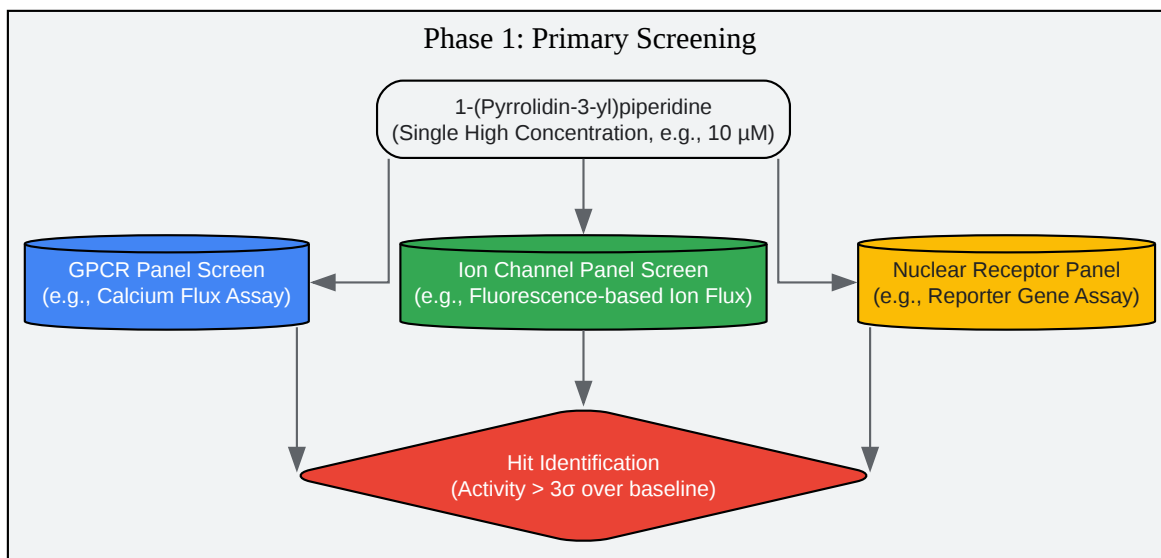 Phase 1: Primary Screening
1-(Pyrrolidin-3-yl)piperidine
(Single High Concentration, e.g., 10 µM)
GPCR Panel Screen
(e.g., Calcium Flux Assay)
Ion Channel Panel Screen
(e.g., Fluorescence-based Ion Flux)
Nuclear Receptor Panel
(e.g., Reporter Gene Assay)
Hit Identification
(Activity > 3σ over baseline)